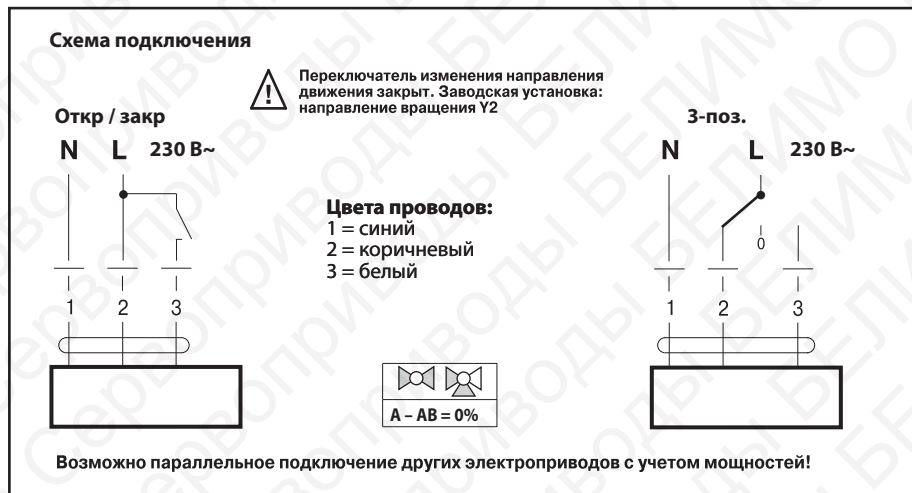 Схема подключения
Переключатель изменения направления
движения закрыт. Заводская установка:
направление вращения Y2
Откр / закр
N L 230 В~
3-поз.
N L 230 В~
Цвета проводов:
1 = синий
2 = коричневый
3 = белый
0
1 2 3
1 2 3
A – AB = 0%
Возможно параллельное подключение других электроприводов с учетом мощностей!
Сервоприводы БЕЛИМО